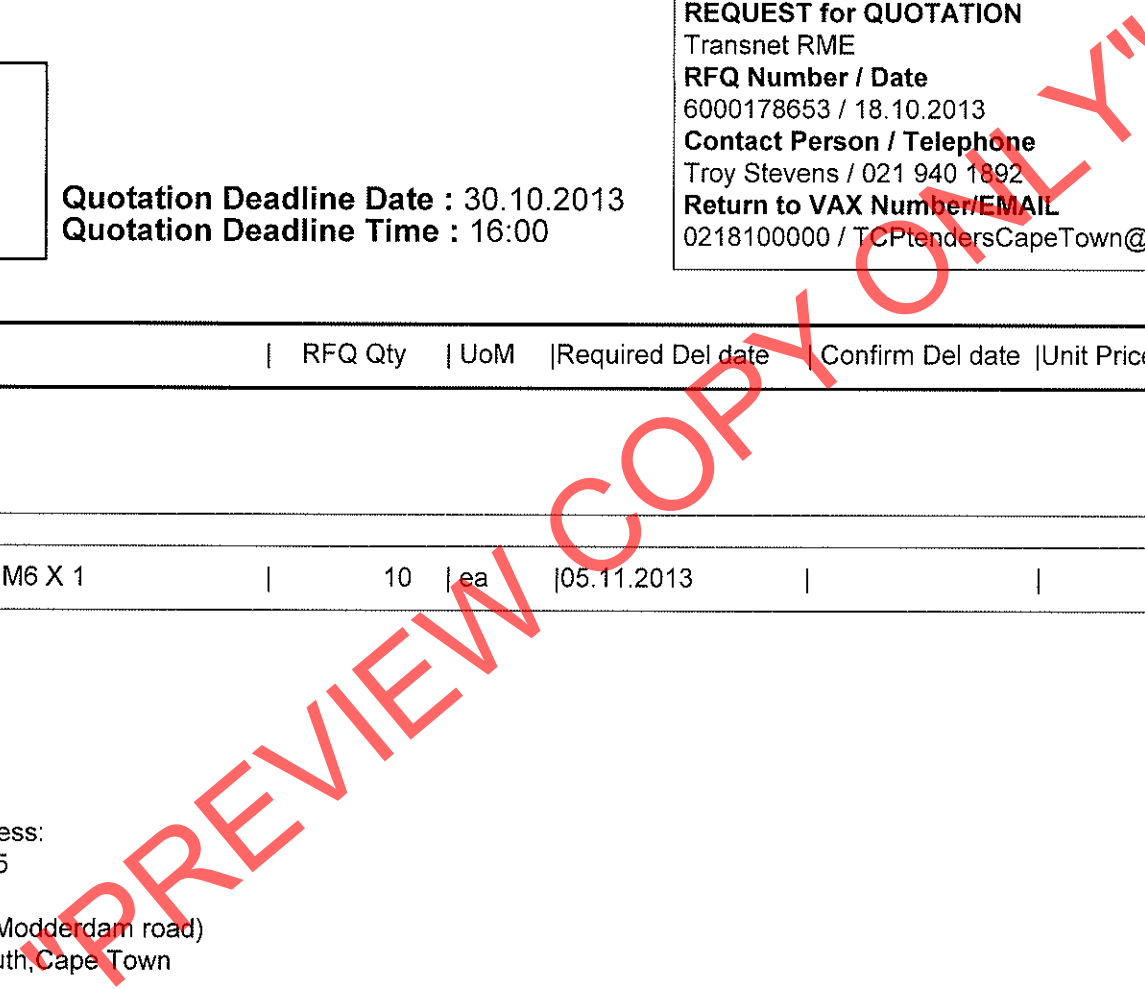 REQUEST for QUOTATION
Transnet RME
RFQ Number / Date
6000178653 / 18.10.2013
Contact Person / Telephone
Troy Stevens / 021 940 1892
Return to VAX Number/EMAIL
0218100000 / TCPtendersCapeTown@
Quotation Deadline Date : 30.10.2013
Quotation Deadline Time : 16:00
| RFQ Qty | UoM |Required Del date | Confirm Del date |Unit Price
M6 X 1 | 10 | ea |05.11.2013 | |
ess:
5
Modderdam road)
uth,Cape Town
"PREVIEW COPY ONLY"